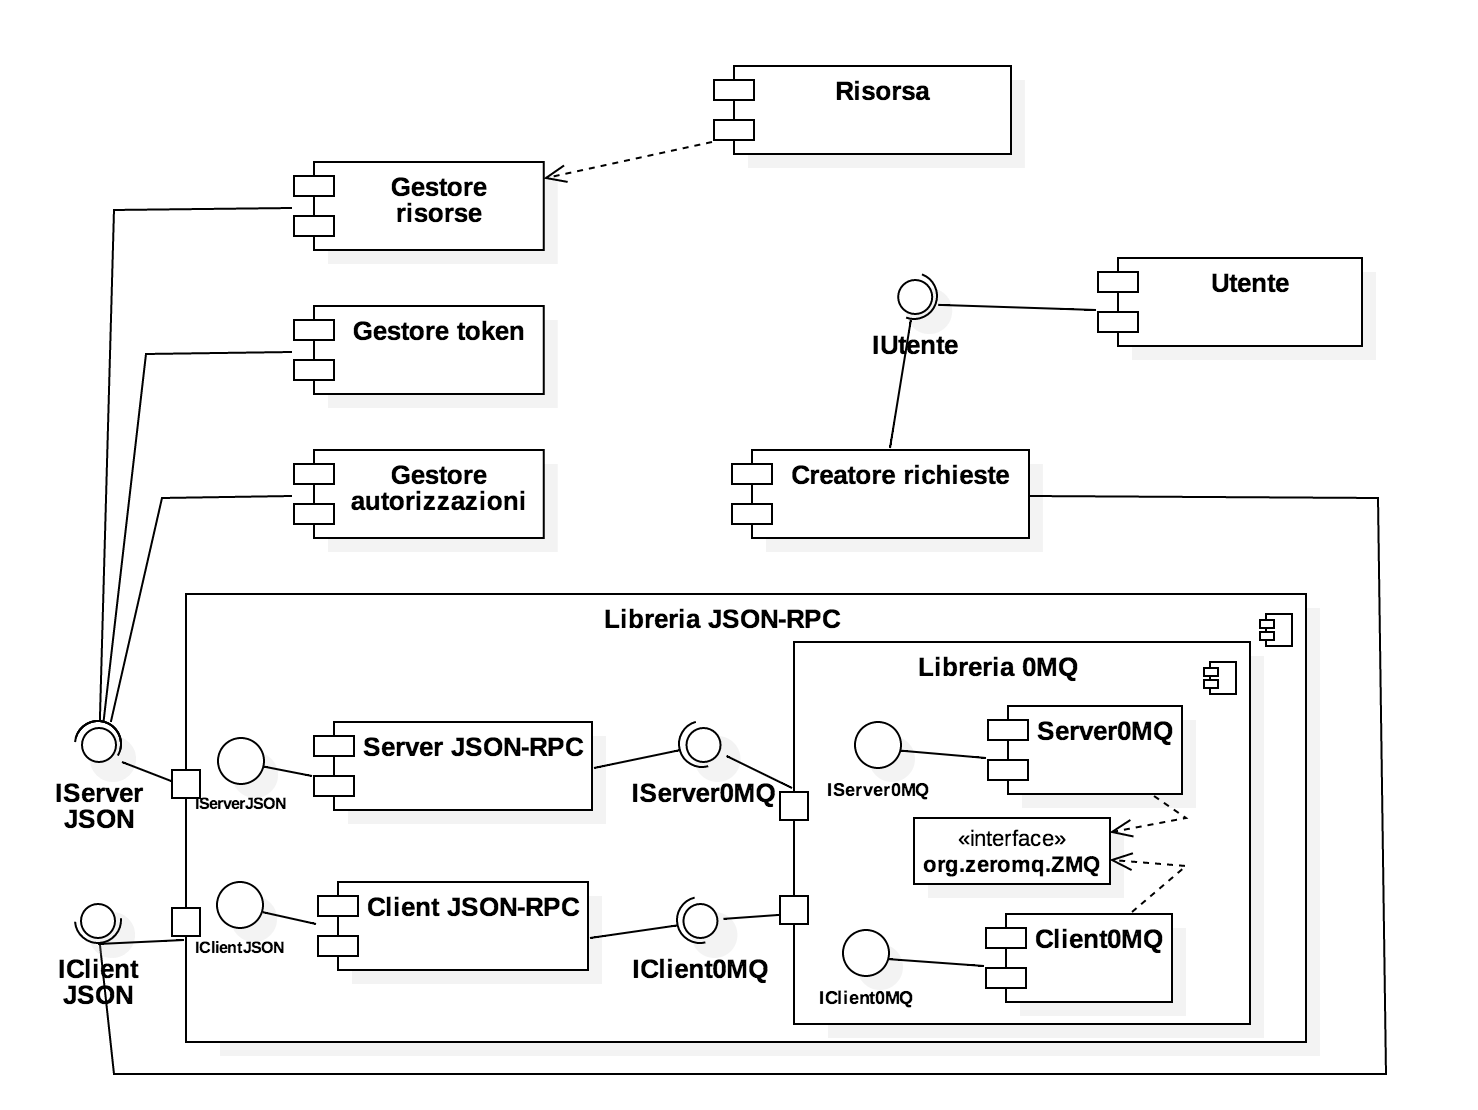 Risorsa
Gestore
risorse
Utente
Gestore token
IUtente
Gestore
autorizzazioni
Creatore richieste
Libreria JSON-RPC
Libreria 0MQ
Server JSON-RPC
Server0MQ
IServer
JSON
IServerJSON
IServer0MQ
IServer0MQ
«interface»
org.zeromq.ZMQ
Client JSON-RPC
Client0MQ
IClient
JSON
IClientJSON
IClient0MQ
IClient0MQ